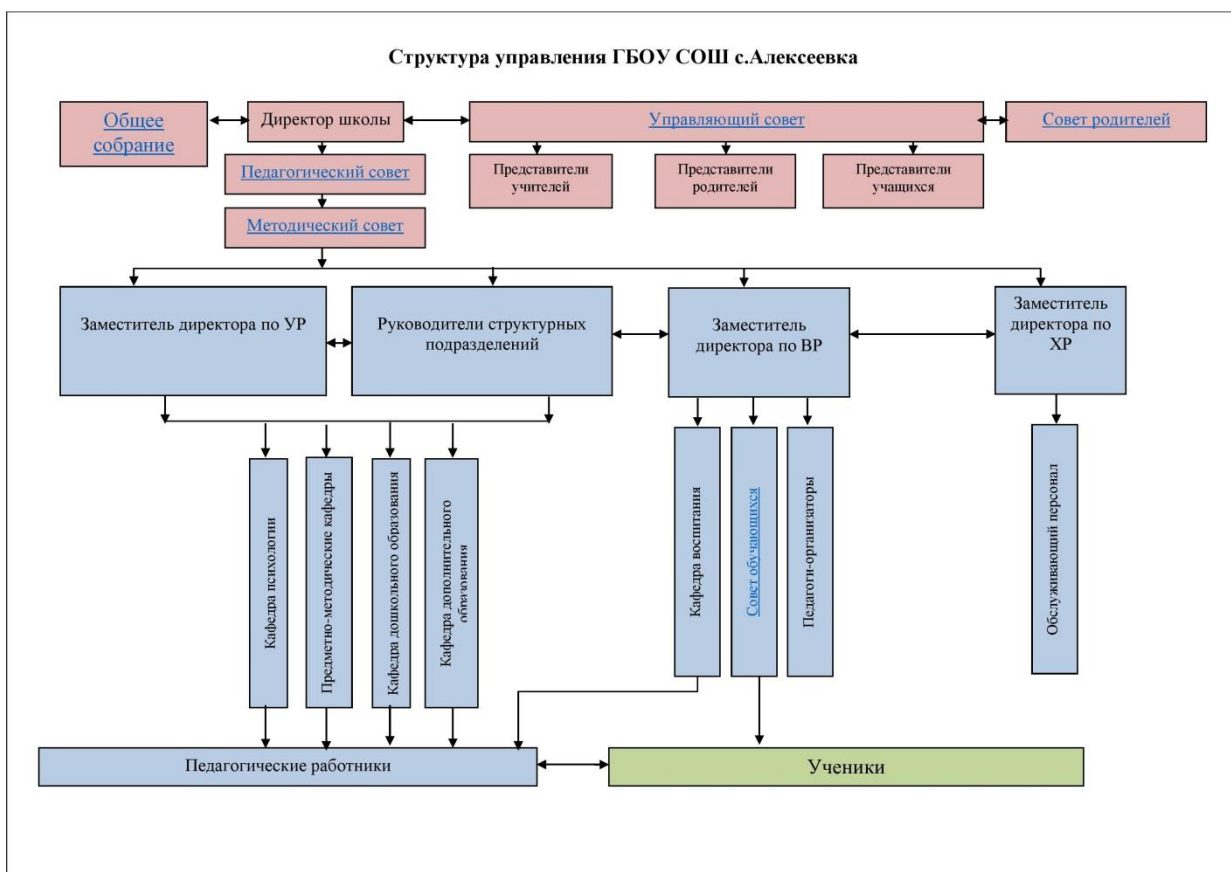 Структура управления ГБОУ СОШ с.Алексеевка
Общее
собрание
Директор школы
Управляющий совет
Совет родителей
Педагогический совет
Представители
учителей
Представители
родителей
Представители
учащихся
Методический совет
Заместитель директора по УР
Руководители структурных
подразделений
Заместитель
директора по ВР
Заместитель
директора по
ХР
Кафедра психологии
Предметно-методические кафедры
Кафедра дошкольного образования
Кафедра дополнительного
образования
Кафедра воспитания
Совет обучающихся
Педагоги-организаторы
Обслуживающий персонал
Педагогические работники
Ученики